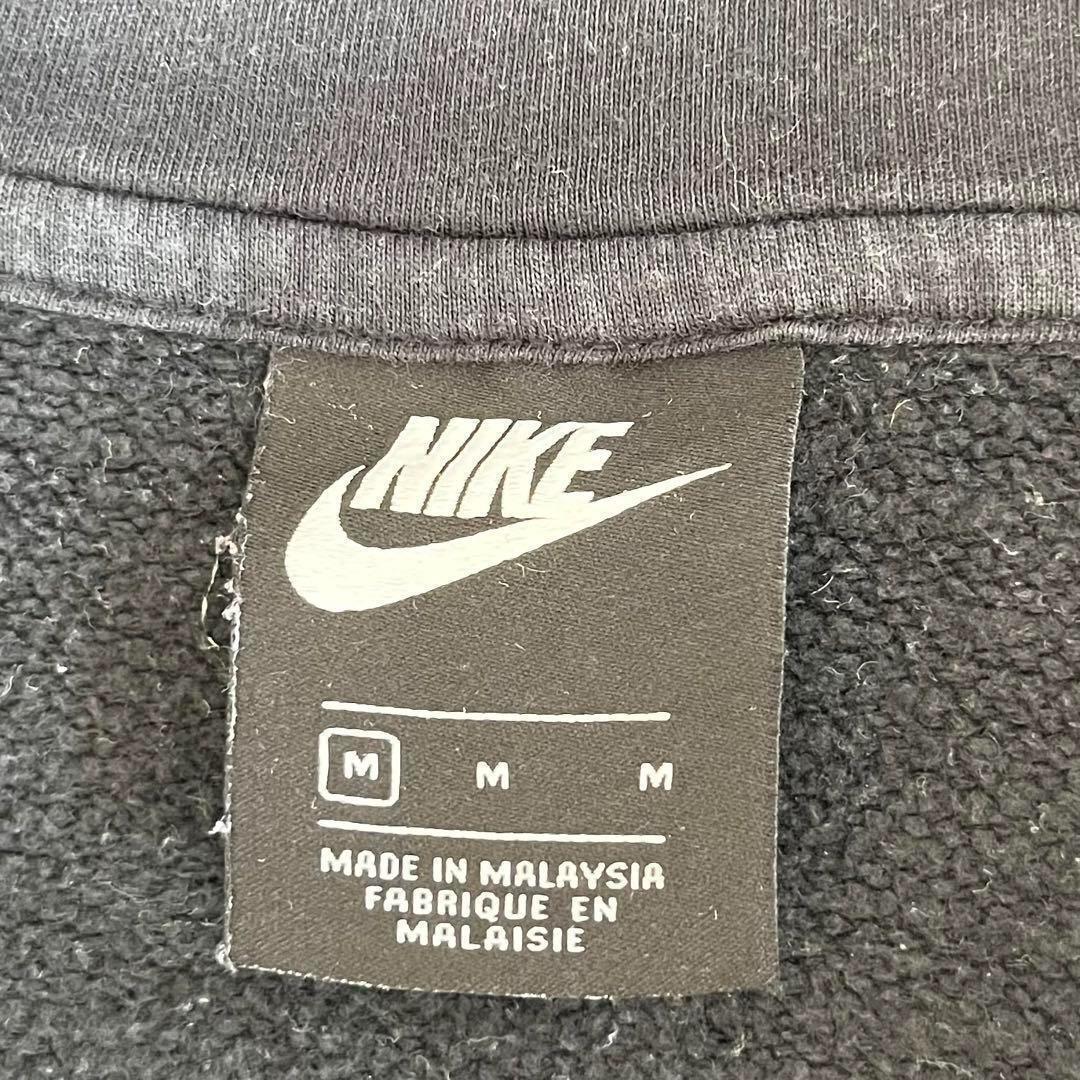 NIKE
M M M
MADE IN MALAYSIA
FABRIQUE EN
MALAISIE